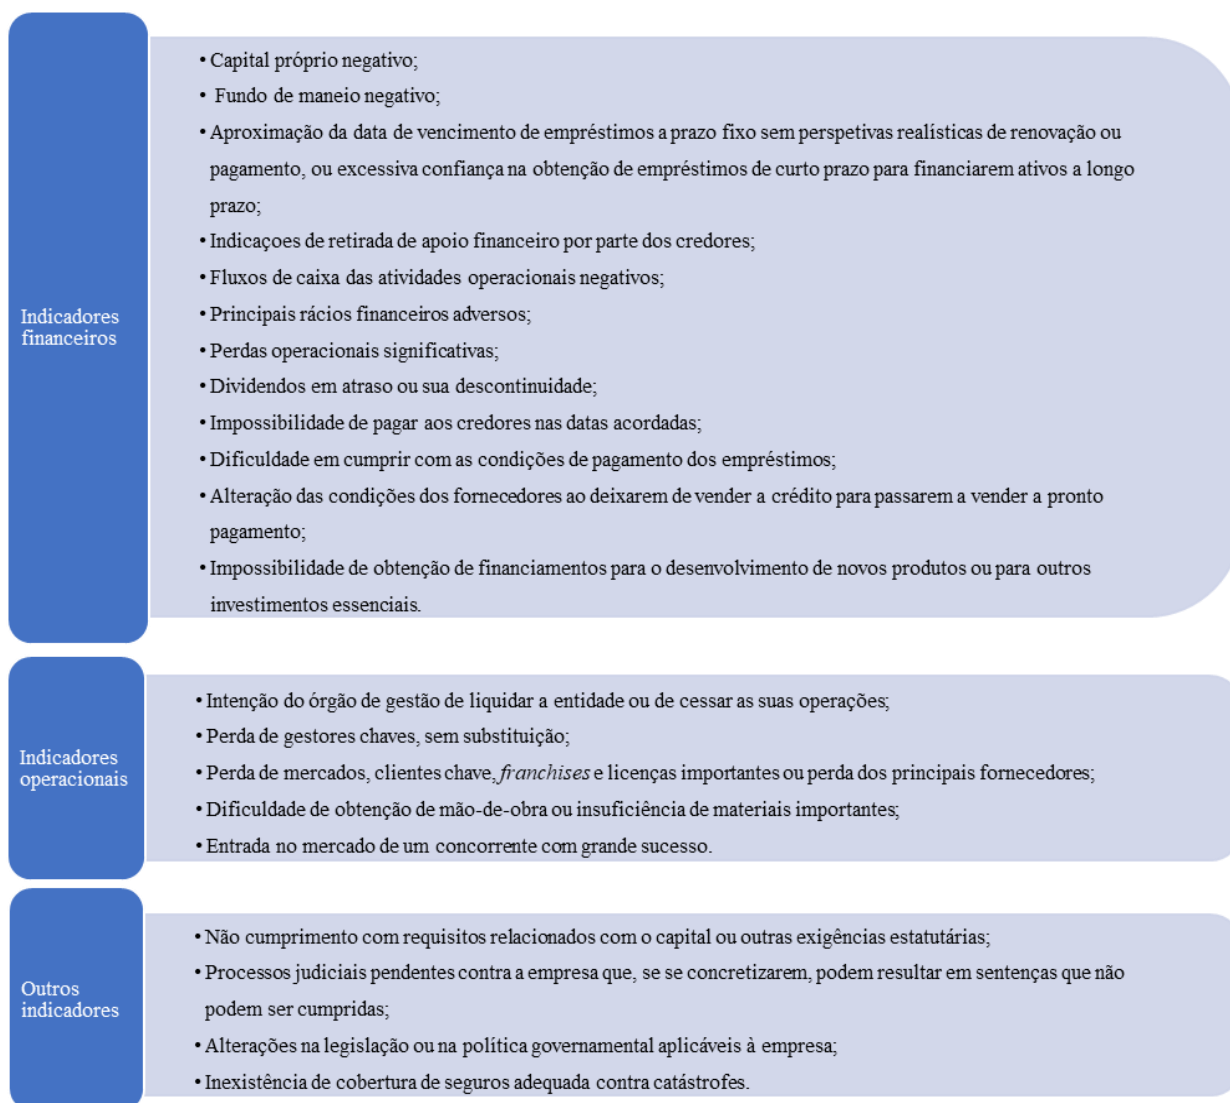 Indicadores
financeiros
• Capital próprio negativo;
• Fundo de maneio negativo;
• Aproximação da data de vencimento de empréstimos a prazo fixo sem perspetivas realísticas de renovação ou
pagamento, ou excessiva confiança na obtenção de empréstimos de curto prazo para financiarem ativos a longo
prazo;
• Indicaçoes de retirada de apoio financeiro por parte dos credores;
• Fluxos de caixa das atividades operacionais negativos;
• Principais rácios financeiros adversos;
• Perdas operacionais significativas;
• Dividendos em atraso ou sua descontinuidade;
• Impossibilidade de pagar aos credores nas datas acordadas;
• Dificuldade em cumprir com as condições de pagamento dos empréstimos;
• Alteração das condições dos fornecedores ao deixarem de vender a crédito para passarem a vender a pronto
pagamento;
• Impossibilidade de obtenção de financiamentos para o desenvolvimento de novos produtos ou para outros
investimentos essenciais.
Indicadores
operacionais
• Intenção do órgão de gestão de liquidar a entidade ou de cessar as suas operações;
• Perda de gestores chaves, sem substituição;
• Perda de mercados, clientes chave, franchises e licenças importantes ou perda dos principais fornecedores;
• Dificuldade de obtenção de mão-de-obra ou insuficiência de materiais importantes;
• Entrada no mercado de um concorrente com grande sucesso.
Outros
indicadores
• Não cumprimento com requisitos relacionados com o capital ou outras exigências estatutárias;
• Processos judiciais pendentes contra a empresa que, se se concretizarem, podem resultar em sentenças que não
podem ser cumpridas;
• Alterações na legislação ou na política governamental aplicáveis à empresa;
• Inexistência de cobertura de seguros adequada contra catástrofes.